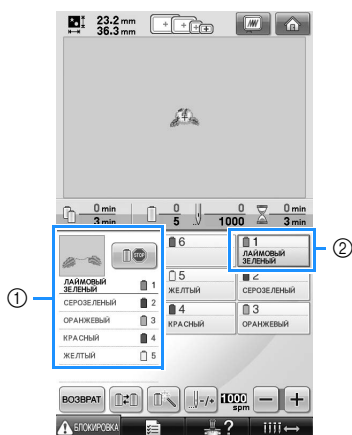 23.2 mm
36.3 mm
0 min
3 min
0
5
0
1000
0 min
3 min
6
1
ЛАЙМОВЫЙ
ЗЕЛЕНЫЙ
5
ЖЕЛТЫЙ
2
СЕРОЗЕЛЕНЫЙ
4
КРАСНЫЙ
3
ОРАНЖЕВЫЙ
ЛАЙМОВЫЙ
ЗЕЛЕНЫЙ 1
СЕРОЗЕЛЕНЫЙ 2
ОРАНЖЕВЫЙ 3
КРАСНЫЙ 4
ЖЕЛТЫЙ 5
1
2
ВОЗВРАТ
-/+
1000
spm
- +
БЛОКИРОВКА
?